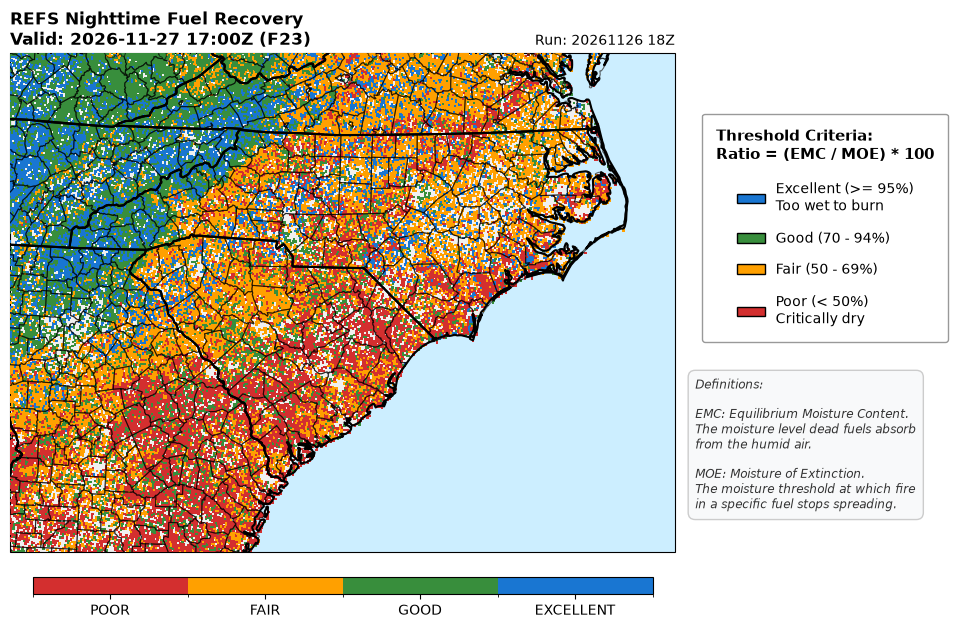 REFS Nighttime Fuel Recovery
Valid: 2026-11-27 17:00Z (F23)
Run: 20261126 18Z
Threshold Criteria:
Ratio = (EMC / MOE) * 100
Excellent (>= 95%)
Too wet to burn
Good (70 - 94%)
Fair (50 - 69%)
Poor (< 50%)
Critically dry
Definitions:
EMC: Equilibrium Moisture Content.
The moisture level dead fuels absorb
from the humid air.
MOE: Moisture of Extinction.
The moisture threshold at which fire
in a specific fuel stops spreading.
POOR FAIR GOOD EXCELLENT